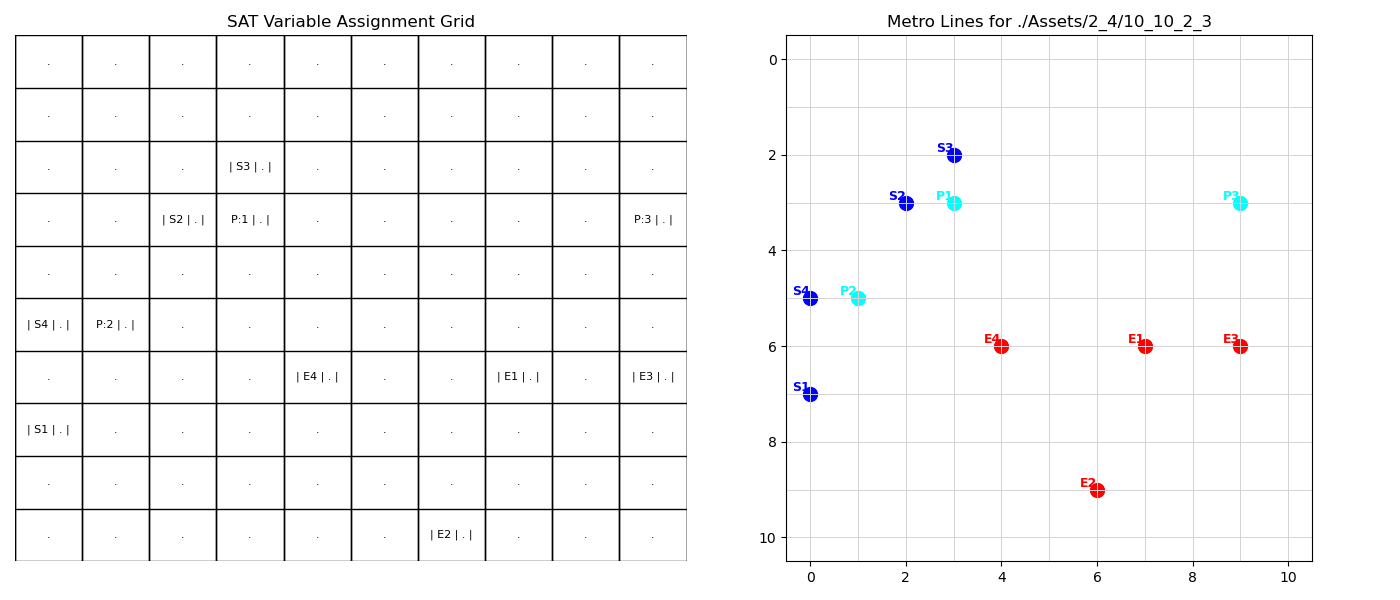 SAT Variable Assignment Grid
. . . . . . . . . .
. . . . . . . . . .
. . . | S3 | . | . . . . . .
. . | S2 | . | P:1 | . | . . . . . P:3 | . |
. . . . . . . . . .
| S4 | . | P:2 | . | . . . . . . . .
. . . . | E4 | . | . . | E1 | . | . | E3 | . |
| S1 | . | . . . . . . . . .
. . . . . . . . . .
. . . . . . | E2 | . | . . .
Metro Lines for ./Assets/2_4/10_10_2_3
0
2
4
6
8
10
S3
S2 P1 P3
S4 P2
E4 E1 E3
S1
E2
0 2 4 6 8 10